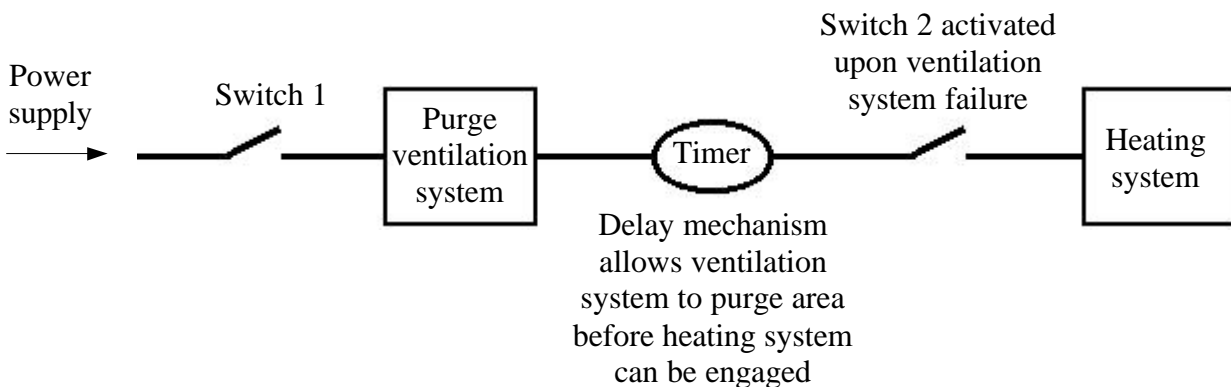 Power
supply
Switch 1
Purge
ventilation
system
Timer
Delay mechanism
allows ventilation
system to purge area
before heating system
can be engaged
Switch 2 activated
upon ventilation
system failure
Heating
system